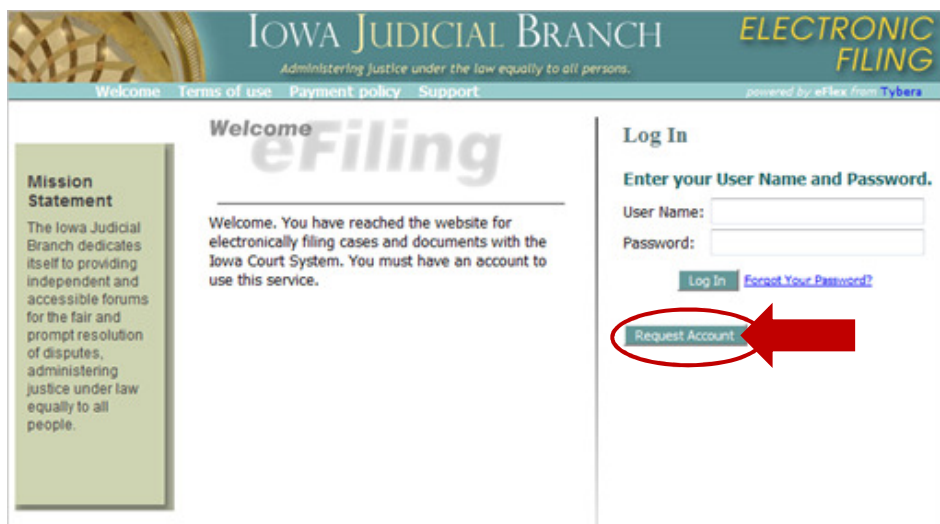 IOWA JUDICIAL BRANCH
Administering justice under the law equally to all persons.
ELECTRONIC
FILING
Welcome Terms of use Payment policy Support
powered by eFlex from Tybera
Mission
Statement
The Iowa Judicial
Branch dedicates
itself to providing
independent and
accessible forums
for the fair and
prompt resolution
of disputes,
administering
justice under law
equally to all
people.
Welcome
eFiling
Welcome. You have reached the website for
electronically filing cases and documents with the
Iowa Court System. You must have an account to
use this service.
Log In
Enter your User Name and Password.
User Name:
Password:
Log In Forgot Your Password?
Request Account